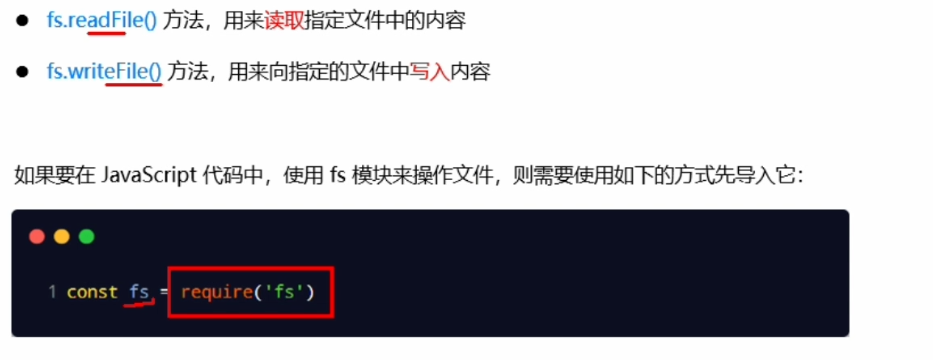 ● fs.readFile() 方法，用来读取指定文件中的内容
● fs.writeFile() 方法，用来向指定的文件中写入内容
如果要在 JavaScript 代码中，使用 fs 模块来操作文件，则需要使用如下的方式先导入它：
1 const fs = require('fs')